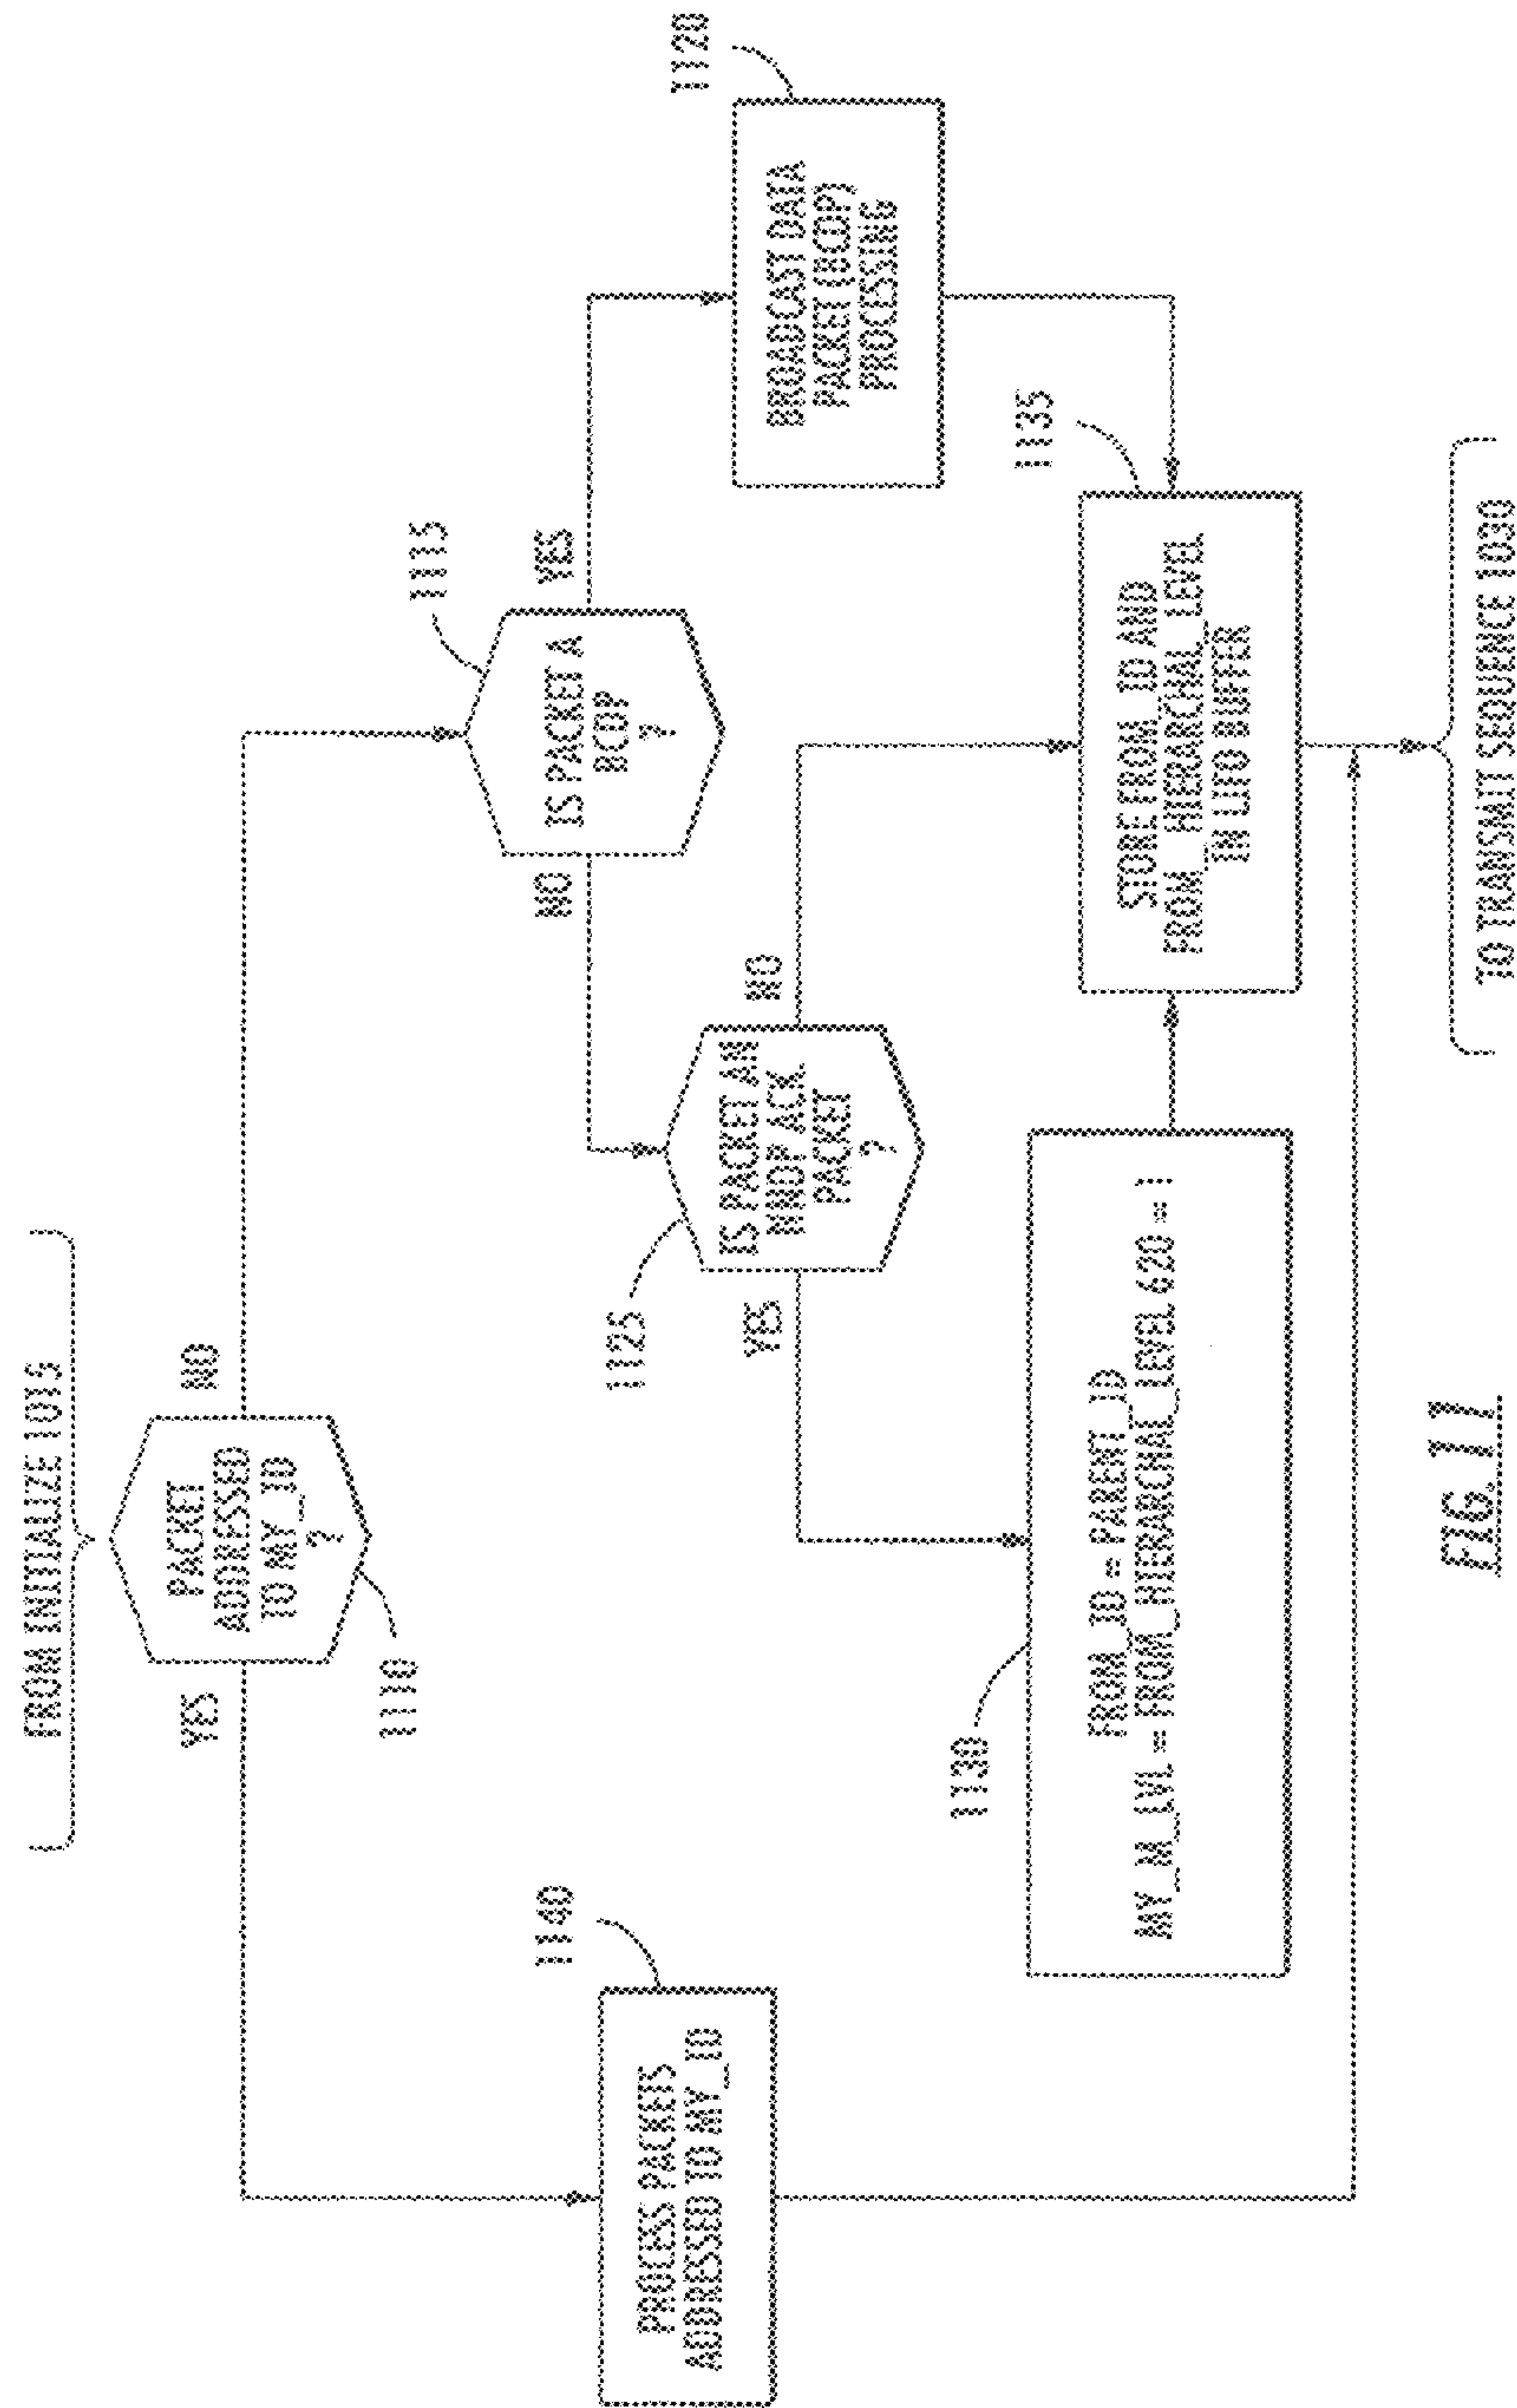 FROM INITIALIZE 1015
PACKET
ADDRESSED
TO MY_ID
?
YES
NO
1110
1115
IS PACKET A
BCDP
?
NO
YES
1120
BROADCAST DATA
PACKET (BCDP)
PROCESSING
1125
IS PACKET AN
NNDP ACK.
PACKET
?
YES
NO
1140
PROCESS PACKETS
ADDRESSED TO MY_ID
1130
FROM_ID = PARENT_ID
MY_M_LVL = FROM_HIERARCHAL_LEVEL 620 = 1
1135
STORE FROM_ID AND
FROM_HIERARCHAL_LEVEL
IN LIFO BUFFER
TO TRANSMIT SEQUENCE 1030
FIG. 11